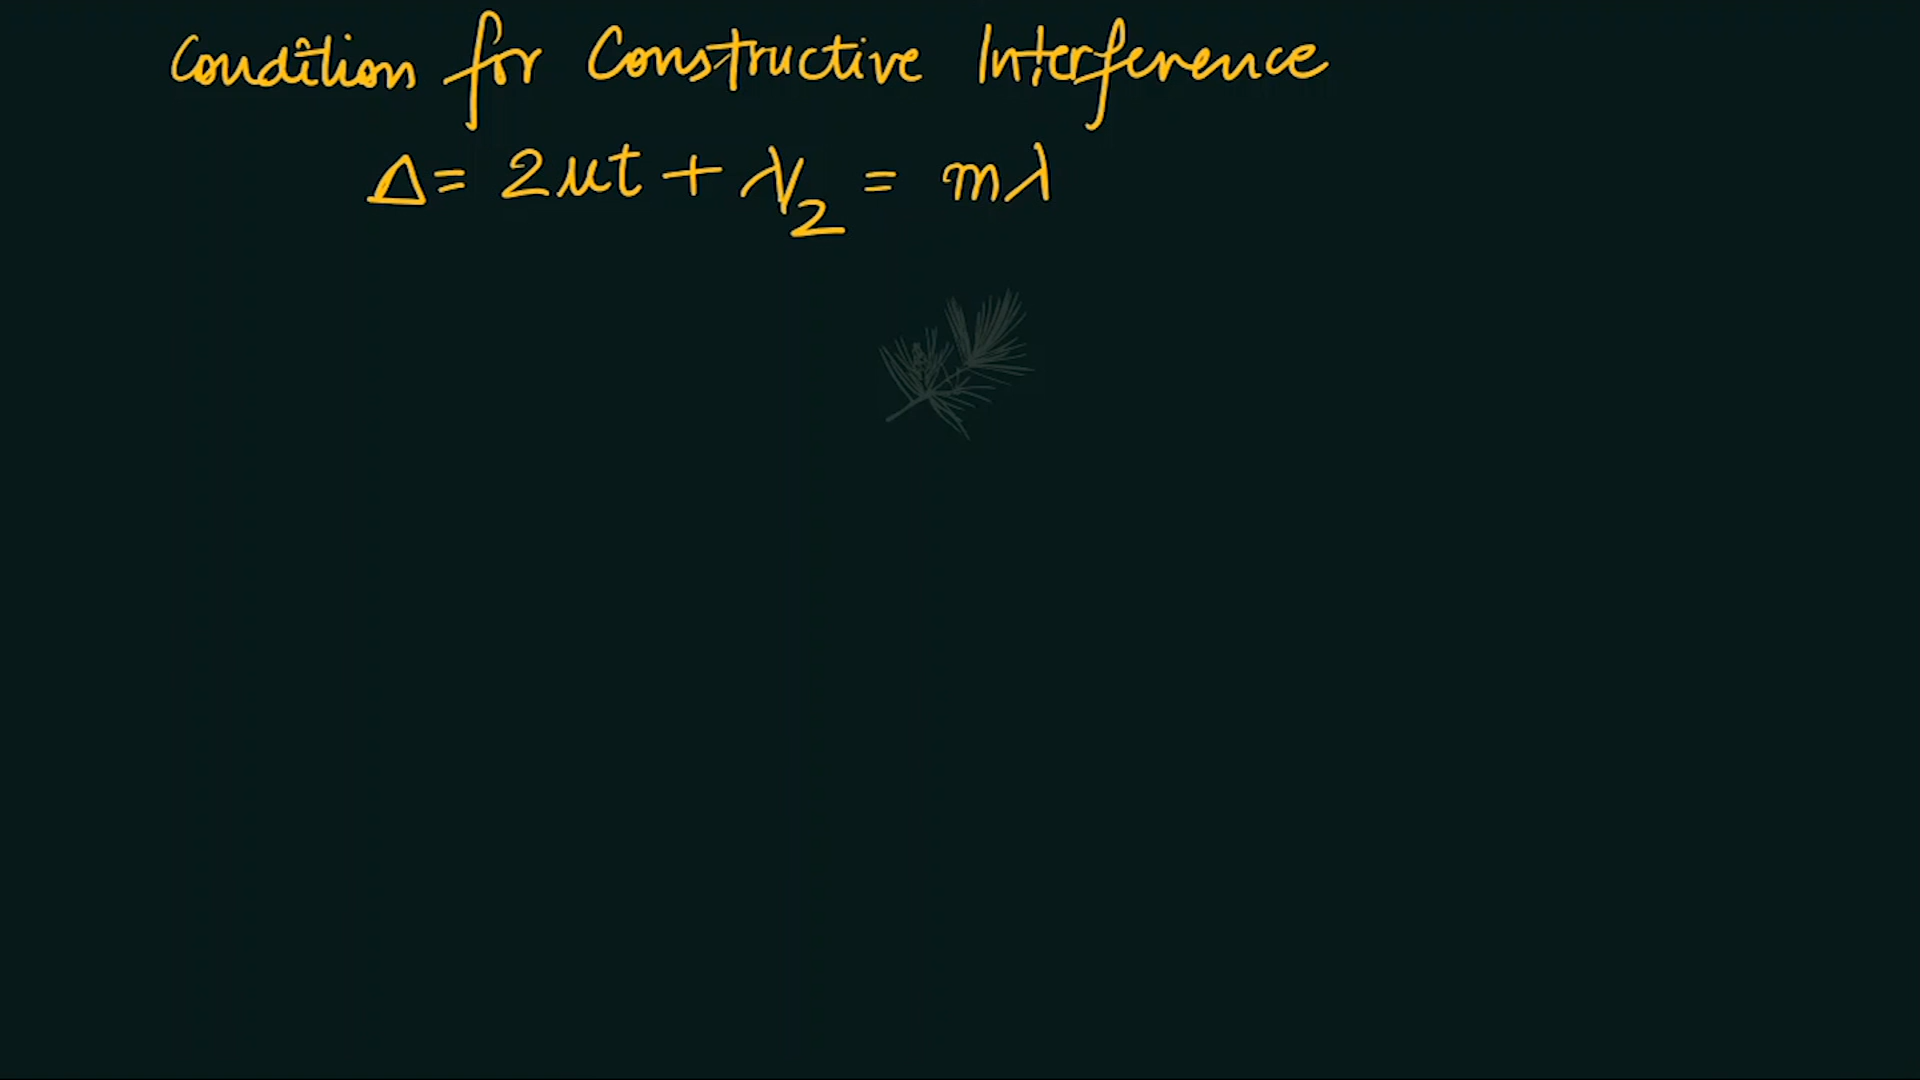 Condition for Constructive Interference
Δ = 2μt + λ/2 = mλ